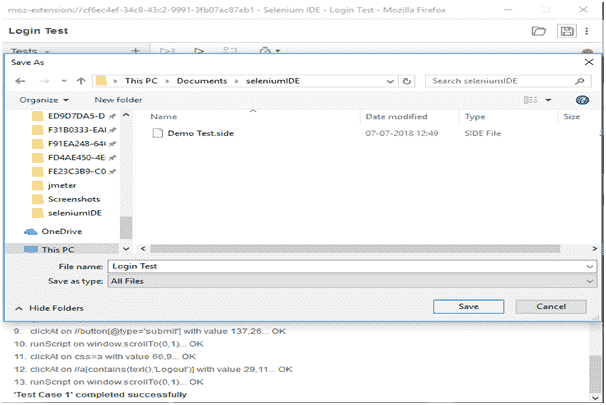 moz-extension://cf6ec4ef-34c8-43c2-9991-3fb07ac87ab1 - Selenium IDE - Login Test - Mozilla Firefox
Login Test
Tests
Save As
This PC > Documents > seleniumIDE
Search seleniumIDE
Organize
New folder
Name
Date modified
Type
Size
ED9D7DA5-D
F31B0333-EAI
F91EA248-64(
FD4AE450-4E
FE23C3B9-C0
jmeter
Screenshots
seleniumIDE
OneDrive
This PC
Demo Test.side
07-07-2018 12:49
SIDE File
File name: Login Test
Save as type: All Files
Hide Folders
Save
Cancel
9. clickAt on //button[@type='submit'] with value 137,26... OK
10. runScript on window.scrollTo(0,1)... OK
11. clickAt on css=a with value 66,9... OK
12. clickAt on //a[contains(text(),'Logout')] with value 29,11... OK
13. runScript on window.scrollTo(0,1)... OK
'Test Case 1' completed successfully